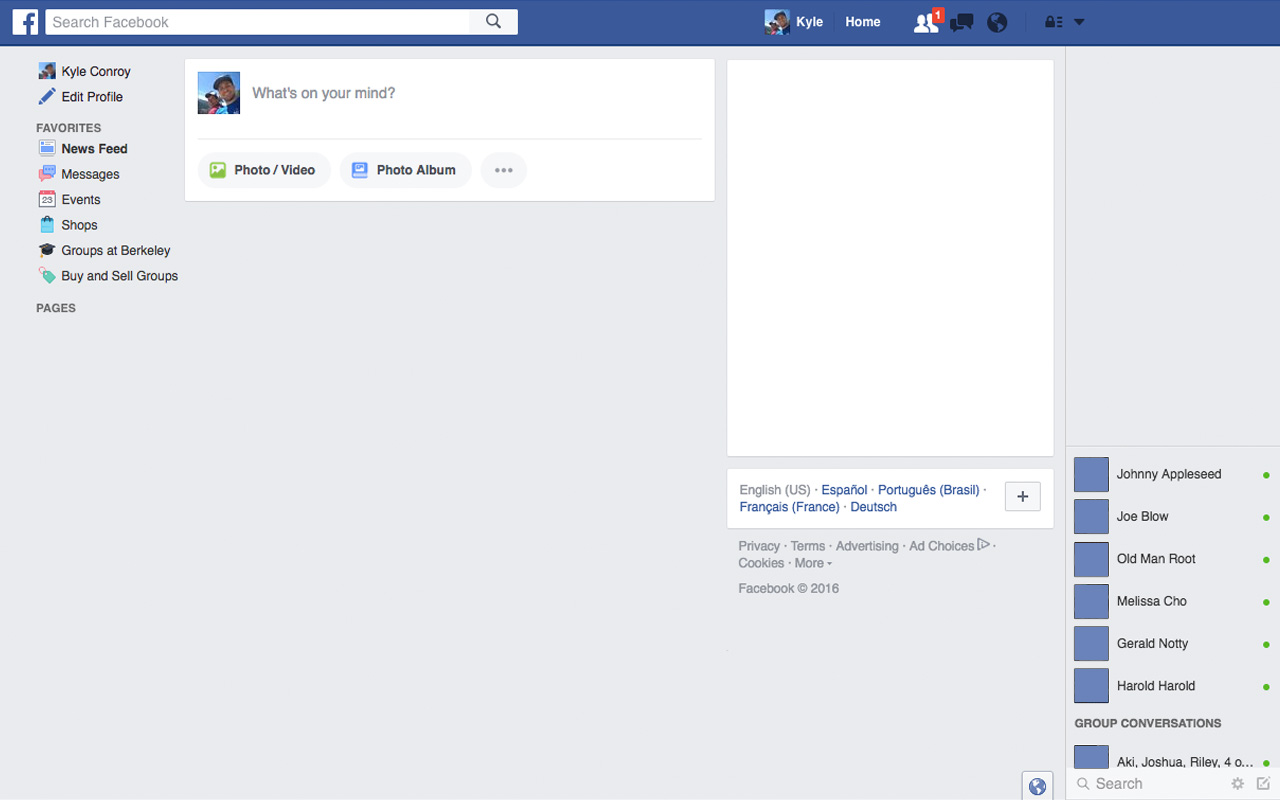 f
Search Facebook
Kyle
Home
1
Kyle Conroy
Edit Profile
FAVORITES
News Feed
Messages
23
Events
Shops
Groups at Berkeley
Buy and Sell Groups
PAGES
What's on your mind?
Photo / Video
Photo Album
English (US) · Español · Português (Brasil) ·
Français (France) · Deutsch
Privacy · Terms · Advertising · Ad Choices ·
Cookies · More
Facebook © 2016
Johnny Appleseed
Joe Blow
Old Man Root
Melissa Cho
Gerald Notty
Harold Harold
GROUP CONVERSATIONS
Aki, Joshua, Riley, 4 o...
Search